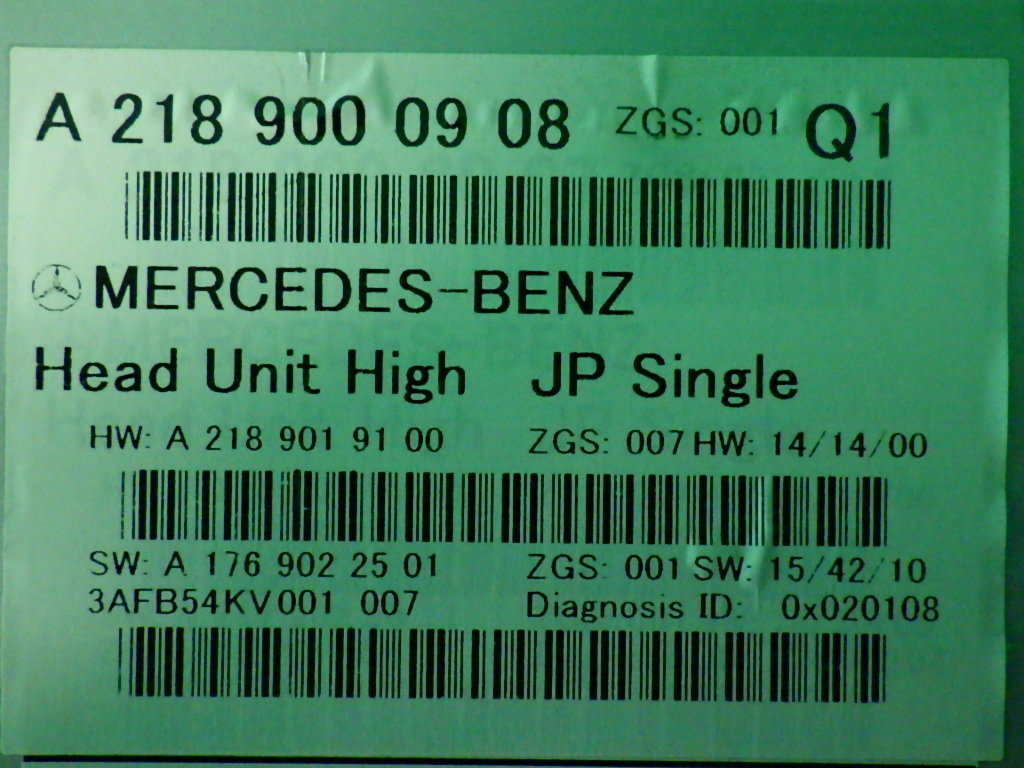 A 218 900 09 08 ZGS: 001 Q1
MERCEDES-BENZ
Head Unit High JP Single
HW: A 218 901 91 00 ZGS: 007 HW: 14/14/00
SW: A 176 902 25 01 ZGS: 001 SW: 15/42/10
3AFB54KV001 007 Diagnosis ID: 0x020108